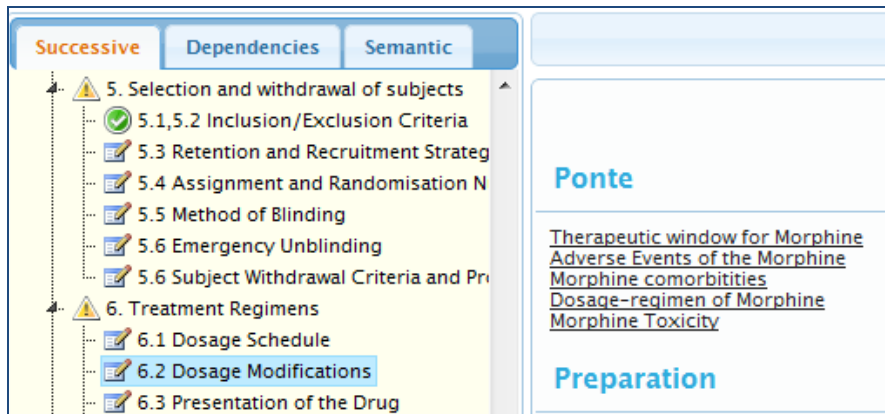 Successive Dependencies Semantic
5. Selection and withdrawal of subjects
5.1,5.2 Inclusion/Exclusion Criteria
5.3 Retention and Recruitment Strateg
5.4 Assignment and Randomisation N
5.5 Method of Blinding
5.6 Emergency Unblinding
5.6 Subject Withdrawal Criteria and Pr
6. Treatment Regimens
6.1 Dosage Schedule
6.2 Dosage Modifications
6.3 Presentation of the Drug
Ponte
Therapeutic window for Morphine
Adverse Events of the Morphine
Morphine comorbitities
Dosage-regimen of Morphine
Morphine Toxicity
Preparation